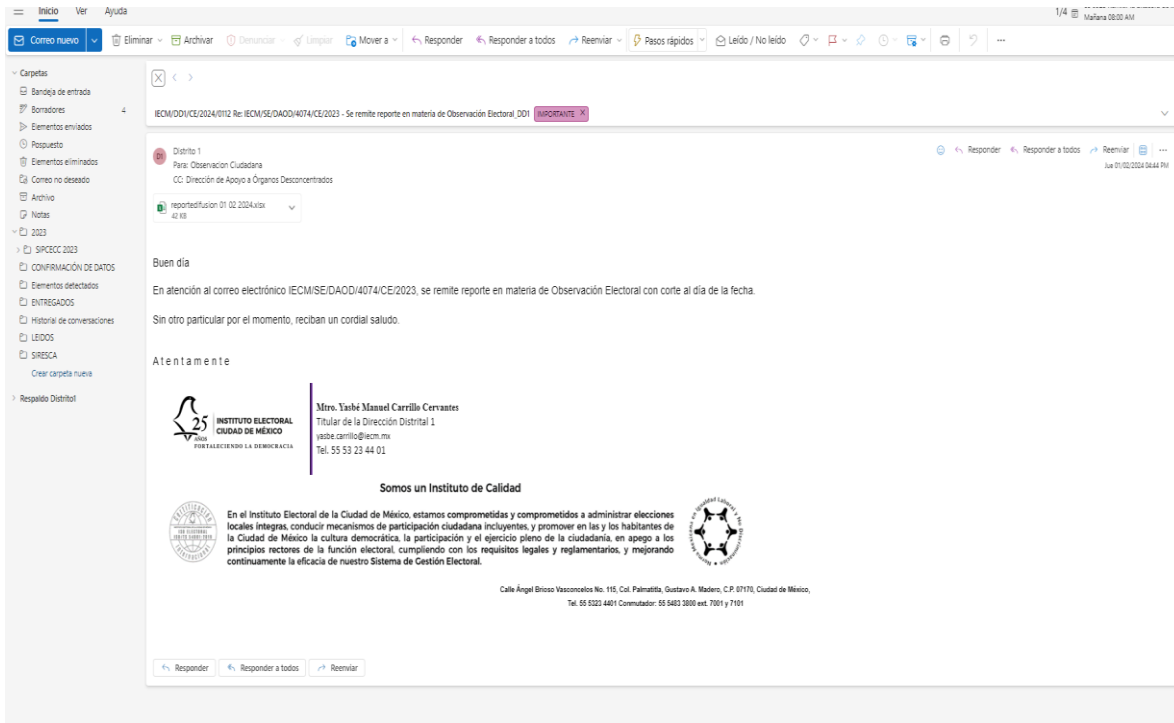 Inicio Ver Ayuda
1/4
Mañana 08:00 AM
Correo nuevo Eliminar Archivar Denunciar Limpiar Mover a Responder Responder a todos Reenviar Pasos rápidos Leído / No leído
Carpetas
Bandeja de entrada
Borradores 4
Elementos enviados
Pospuesto
Elementos eliminados
Correo no deseado
Archivo
Notas
2023
SIPCECC 2023
CONFIRMACIÓN DE DATOS
Elementos detectados
ENTREGADOS
Historial de conversaciones
LEIDOS
SIRESCA
Crear carpeta nueva
Respaldo Distrito1
IECM/DD1/CE/2024/0112 Re: IECM/SE/DAOD/4074/CE/2023 - Se remite reporte en materia de Observación Electoral_DD1 IMPORTANTE X
D1
Distrito 1
Para: Observacion Ciudadana
CC: Dirección de Apoyo a Órganos Desconcentrados
Responder Responder a todos Reenviar
Jue 01/02/2024 04:44 PM
reportedifusion 01 02 2024.xlsx
42 KB
Buen día
En atención al correo electrónico IECM/SE/DAOD/4074/CE/2023, se remite reporte en materia de Observación Electoral con corte al día de la fecha.
Sin otro particular por el momento, reciban un cordial saludo.
A t e n t a m e n t e
25 AÑOS
INSTITUTO ELECTORAL
CIUDAD DE MÉXICO
FORTALECIENDO LA DEMOCRACIA
Mtro. Yasbé Manuel Carrillo Cervantes
Titular de la Dirección Distrital 1
yasbe.carrillo@iecm.mx
Tel. 55 53 23 44 01
Somos un Instituto de Calidad
En el Instituto Electoral de la Ciudad de México, estamos comprometidas y comprometidos a administrar elecciones
locales íntegras, conducir mecanismos de participación ciudadana incluyentes, y promover en las y los habitantes de
la Ciudad de México la cultura democrática, la participación y el ejercicio pleno de la ciudadanía, en apego a los
principios rectores de la función electoral, cumpliendo con los requisitos legales y reglamentarios, y mejorando
continuamente la eficacia de nuestro Sistema de Gestión Electoral.
Calle Ángel Brioso Vasconcelos No. 115, Col. Palmatitla, Gustavo A. Madero, C.P. 07170, Ciudad de México,
Tel. 55 5323 4401 Conmutador: 55 5483 3800 ext. 7001 y 7101
Responder Responder a todos Reenviar